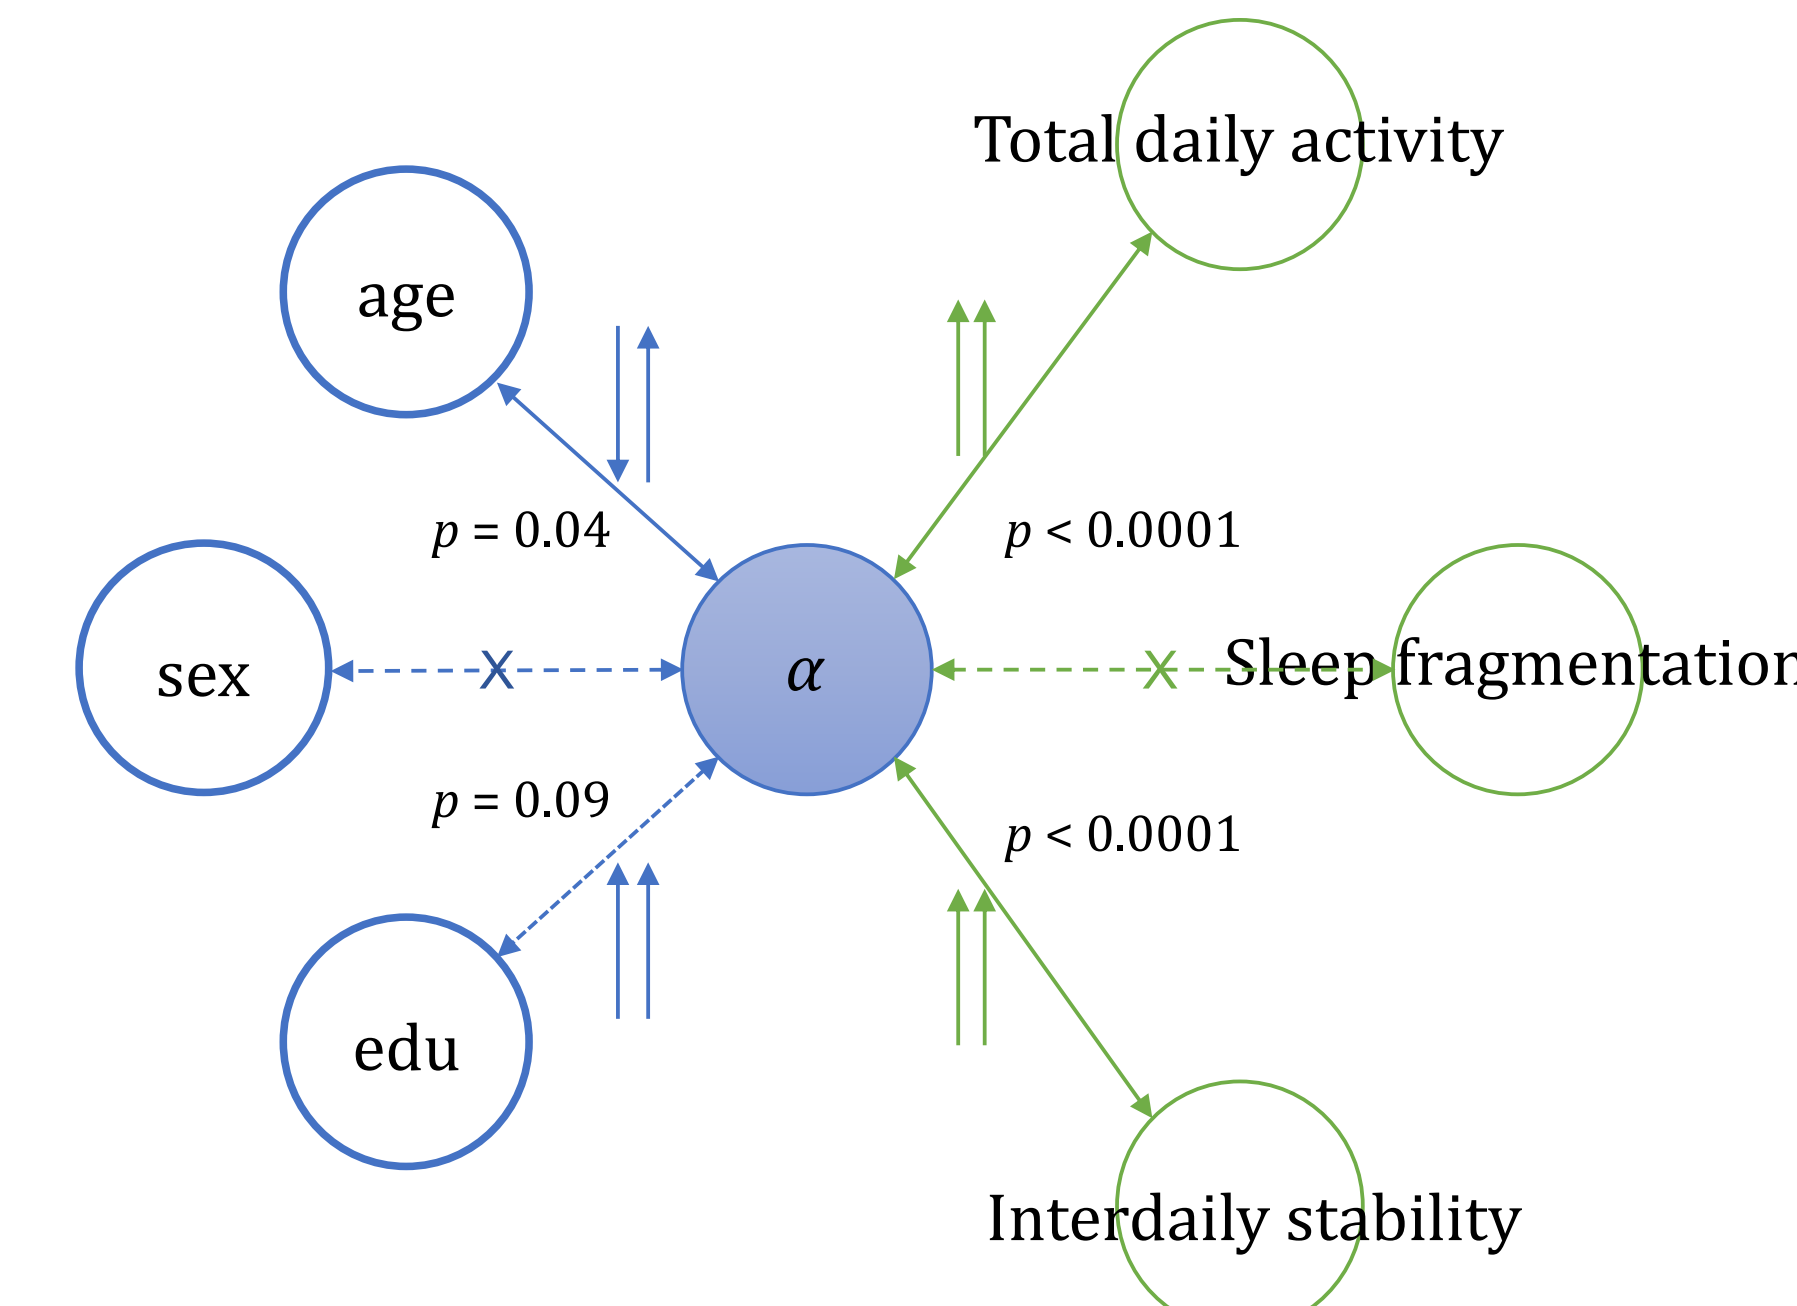 Total daily activity
age
p = 0.04
p < 0.0001
sex
X
α
X
Sleep fragmentation
p = 0.09
p < 0.0001
edu
Interdaily stability